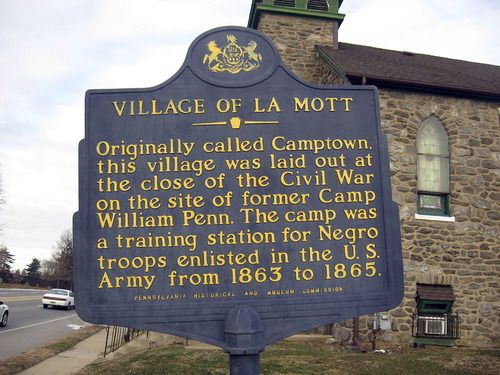 VILLAGE OF LA MOTT
Originally called Camptown,
this village was laid out at
the close of the Civil War
on the site of former Camp
William Penn. The camp was
a training station for Negro
troops enlisted in the U. S.
Army from 1863 to 1865.
PENNSYLVANIA HISTORICAL AND MUSEUM COMMISSION